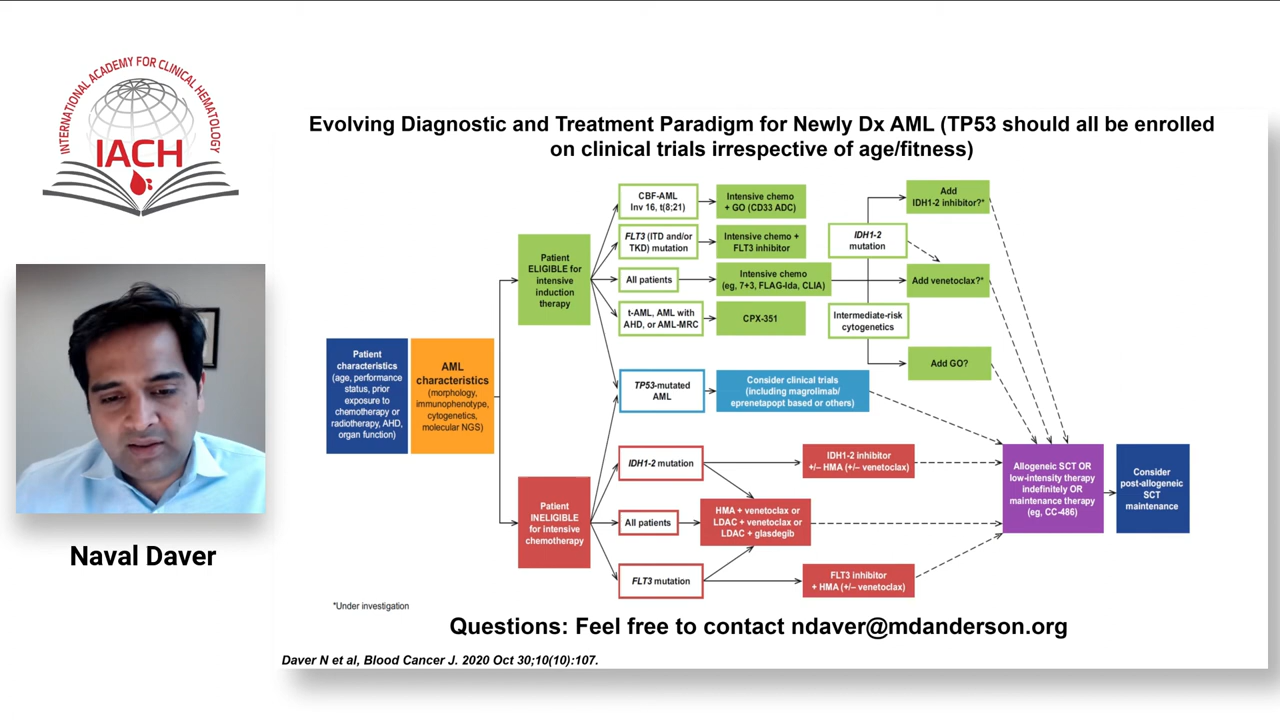 INTERNATIONAL ACADEMY FOR CLINICAL HEMATOLOGY
IACH
Naval Daver
Evolving Diagnostic and Treatment Paradigm for Newly Dx AML (TP53 should all be enrolled
on clinical trials irrespective of age/fitness)
Patient
characteristics
(age, performance
status, prior
exposure to
chemotherapy or
radiotherapy, AHD,
organ function)
AML
characteristics
(morphology,
immunophenotype,
cytogenetics,
molecular NGS)
Patient
ELIGIBLE for
intensive
induction
therapy
CBF-AML
Inv 16, t(8;21)
Intensive chemo
+ GO (CD33 ADC)
FLT3 (ITD and/or
TKD) mutation
Intensive chemo +
FLT3 inhibitor
All patients
Intensive chemo
(eg, 7+3, FLAG-Ida, CLIA)
t-AML, AML with
AHD, or AML-MRC
CPX-351
IDH1-2
mutation
Intermediate-risk
cytogenetics
Add
IDH1-2 inhibitor?*
Add venetoclax?*
Add GO?
TP53-mutated
AML
Consider clinical trials
(including magrolimab/
eprenetapopt based or others)
Patient
INELIGIBLE
for intensive
chemotherapy
IDH1-2 mutation
IDH1-2 inhibitor
+/– HMA (+/– venetoclax)
All patients
HMA + venetoclax or
LDAC + venetoclax or
LDAC + glasdegib
FLT3 mutation
FLT3 inhibitor
+ HMA (+/– venetoclax)
Allogeneic SCT OR
low-intensity therapy
indefinitely OR
maintenance therapy
(eg, CC-486)
Consider
post-allogeneic
SCT
maintenance
*Under investigation
Questions: Feel free to contact ndaver@mdanderson.org
Daver N et al, Blood Cancer J. 2020 Oct 30;10(10):107.